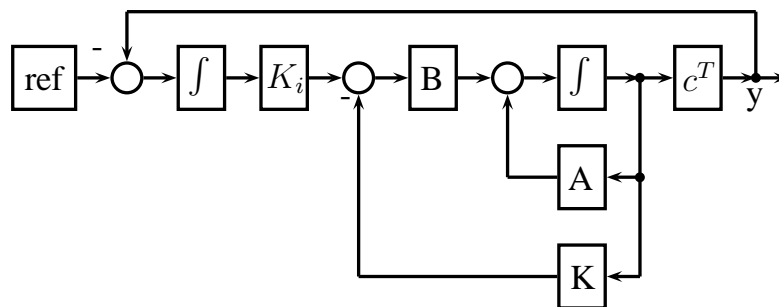 -
ref ∫ K_i B ∫ c^T
- y
A
K